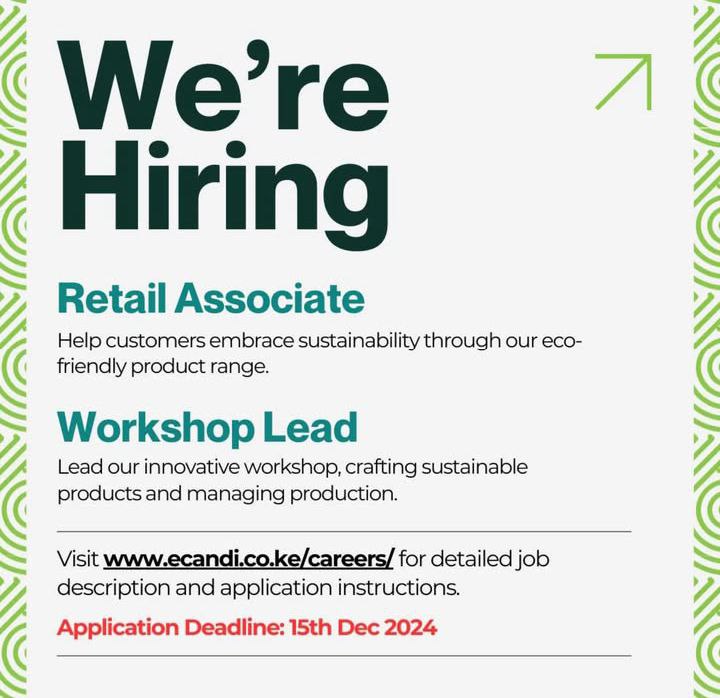 We’re
Hiring
Retail Associate
Help customers embrace sustainability through our eco-
friendly product range.
Workshop Lead
Lead our innovative workshop, crafting sustainable
products and managing production.
Visit www.ecandi.co.ke/careers/ for detailed job
description and application instructions.
Application Deadline: 15th Dec 2024